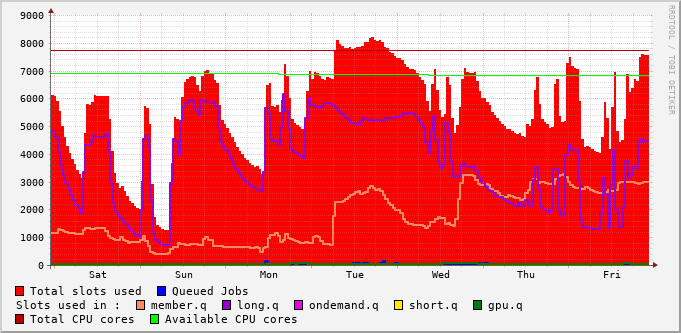 9000
8000
7000
6000
5000
4000
3000
2000
1000
0
Sat Sun Mon Tue Wed Thu Fri
RRDTOOL / TOBI OETIKER
Total slots used Queued Jobs
Slots used in : member.q long.q ondemand.q short.q gpu.q
Total CPU cores Available CPU cores